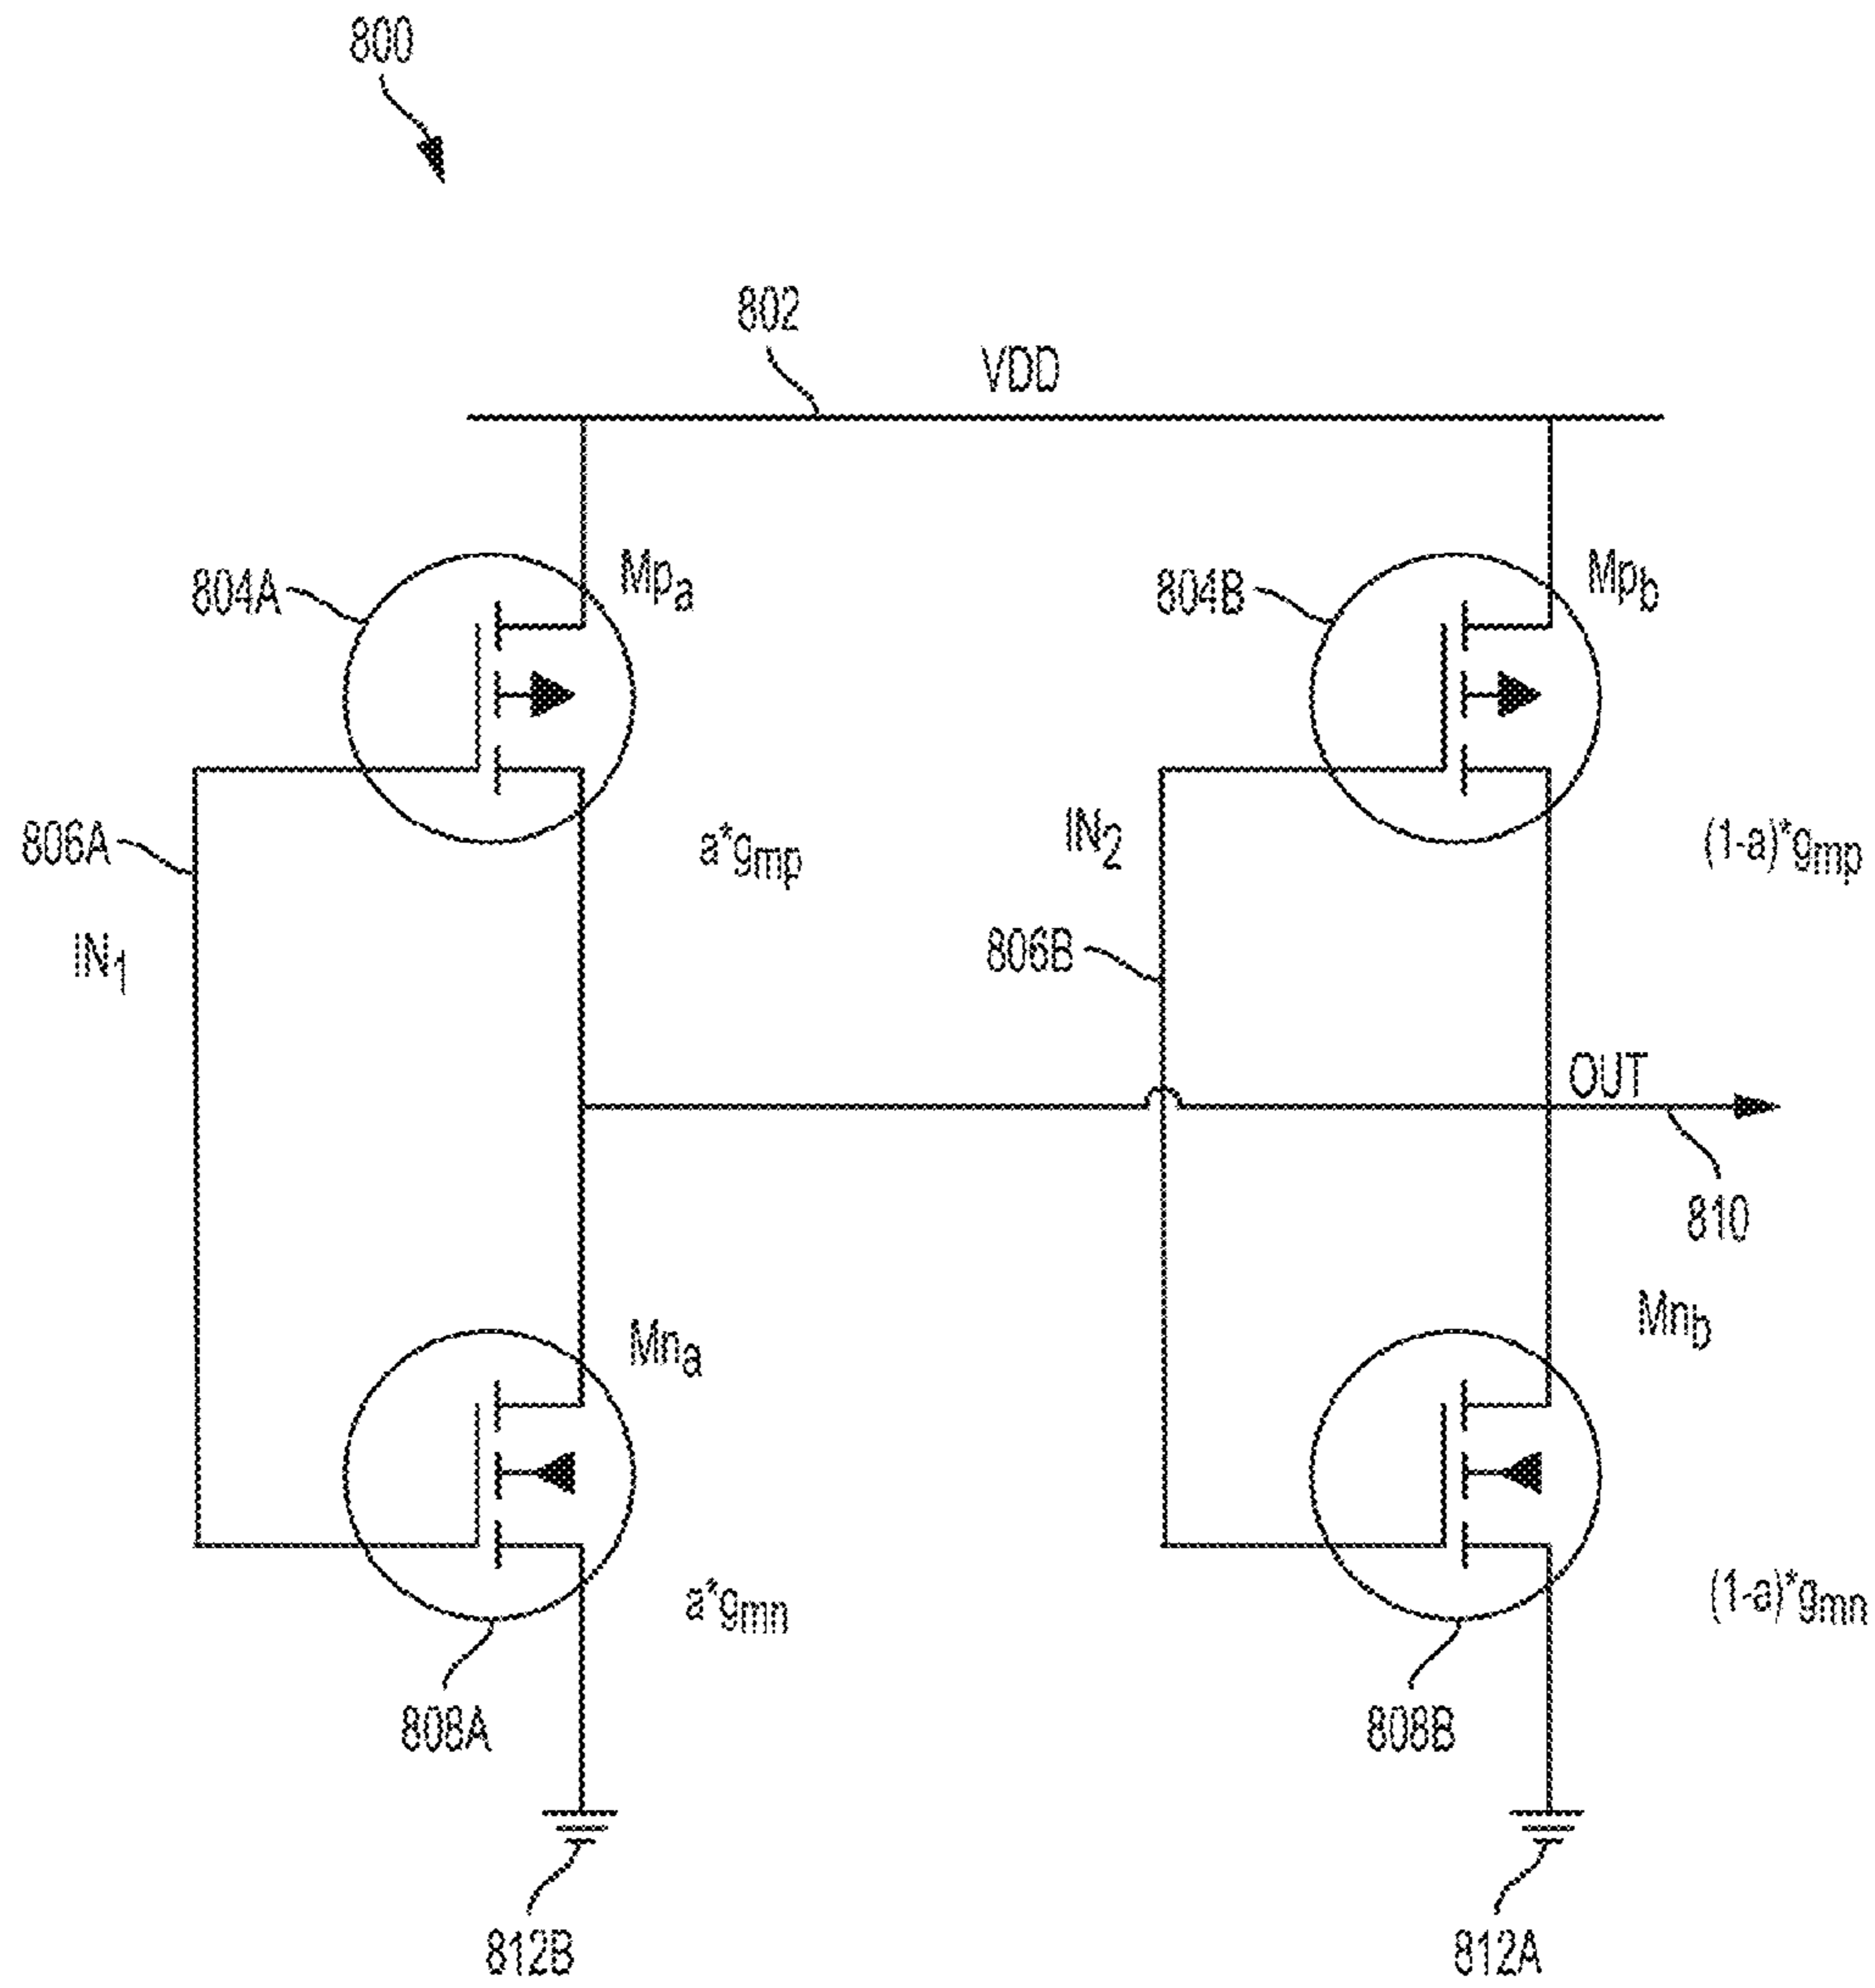 800
802
VDD
804A
Mpa
804B
Mpb
806A
a*gmp
IN2
(1-a)*gmp
IN1
806B
OUT
810
Mna
Mnb
a*gmn
(1-a)*gmn
808A
808B
812B
812A